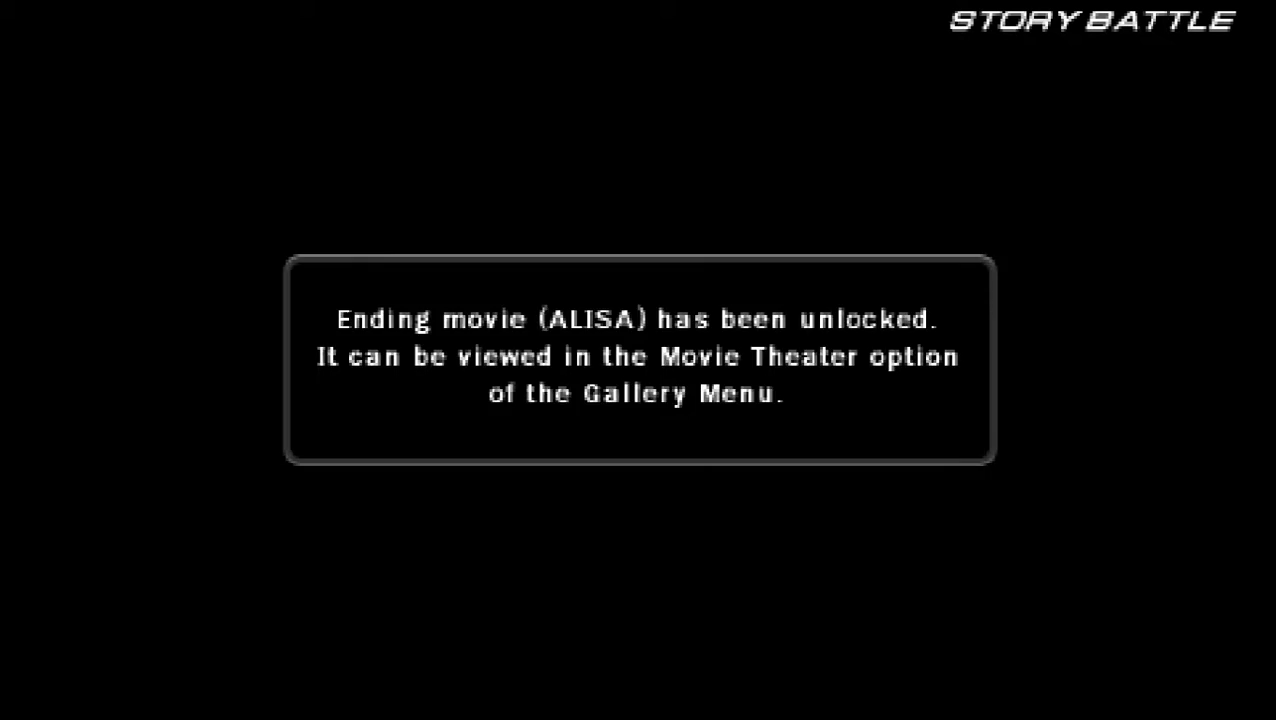 STORY BATTLE
Ending movie (ALISA) has been unlocked.
It can be viewed in the Movie Theater option
of the Gallery Menu.